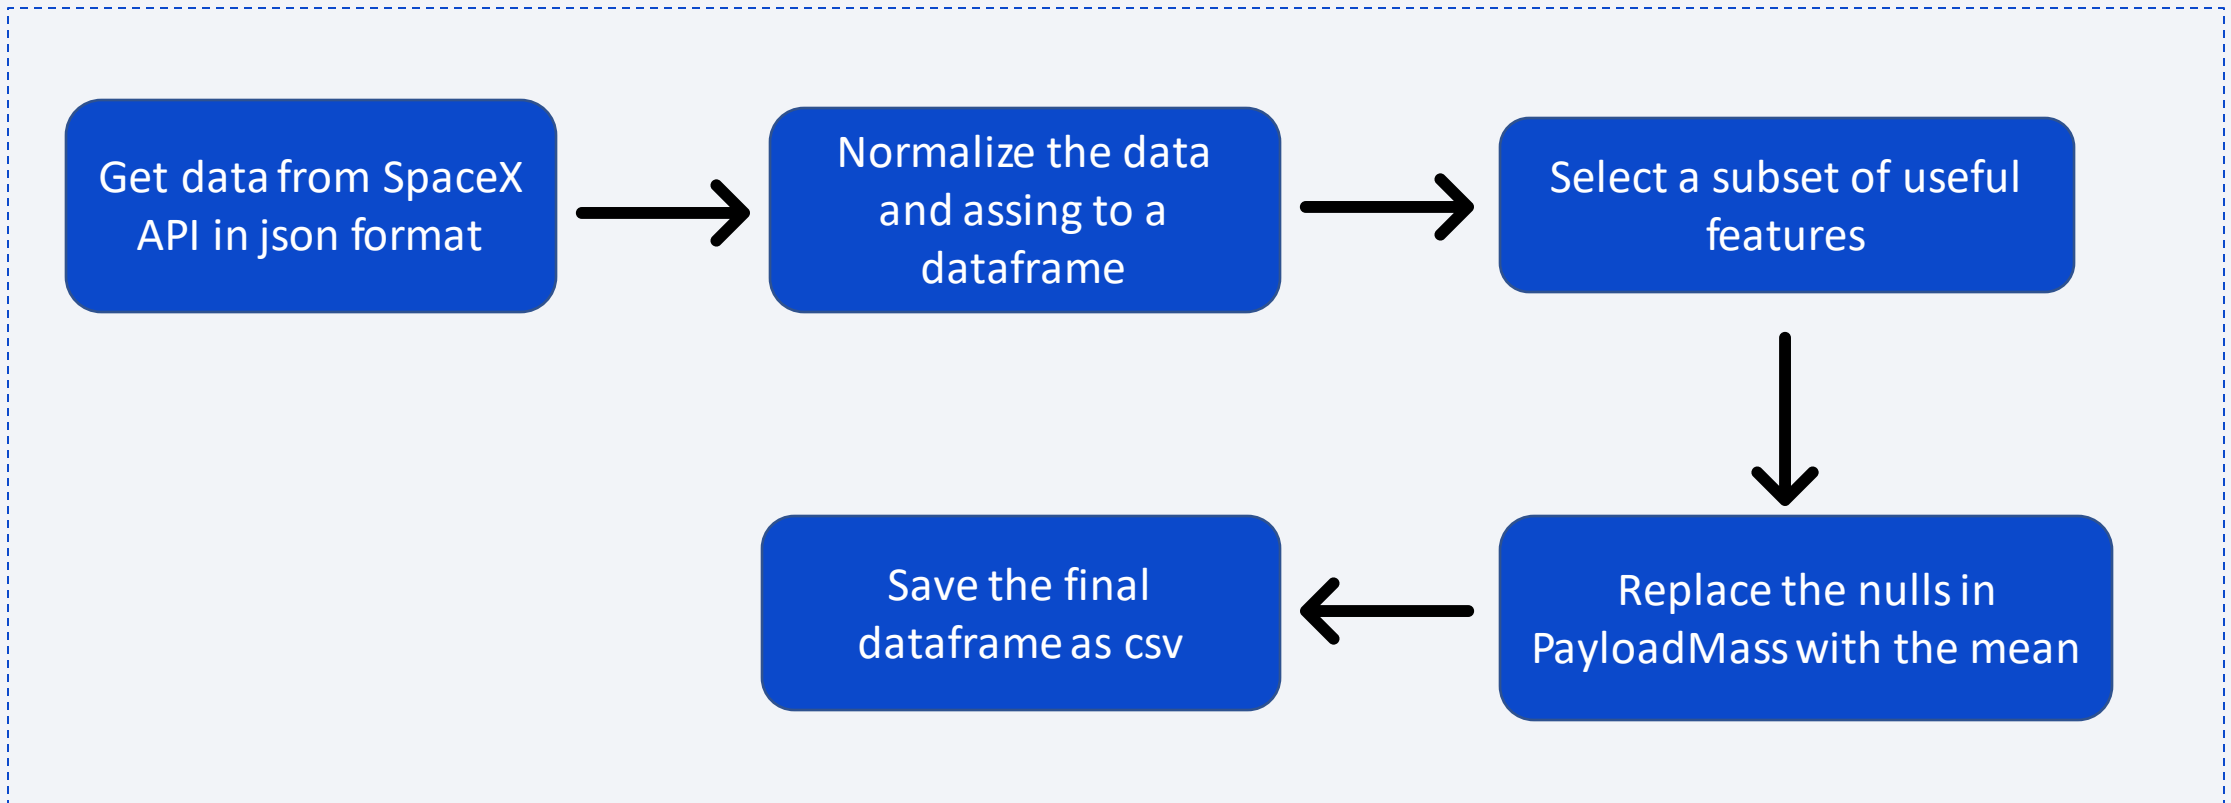 Get data from SpaceX
API in json format
Normalize the data
and assing to a
dataframe
Select a subset of useful
features
Replace the nulls in
PayloadMass with the mean
Save the final
dataframe as csv